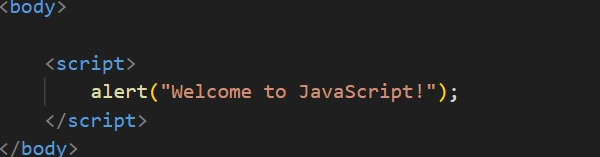 <body>
<script>
alert("Welcome to JavaScript!");
</script>
</body>